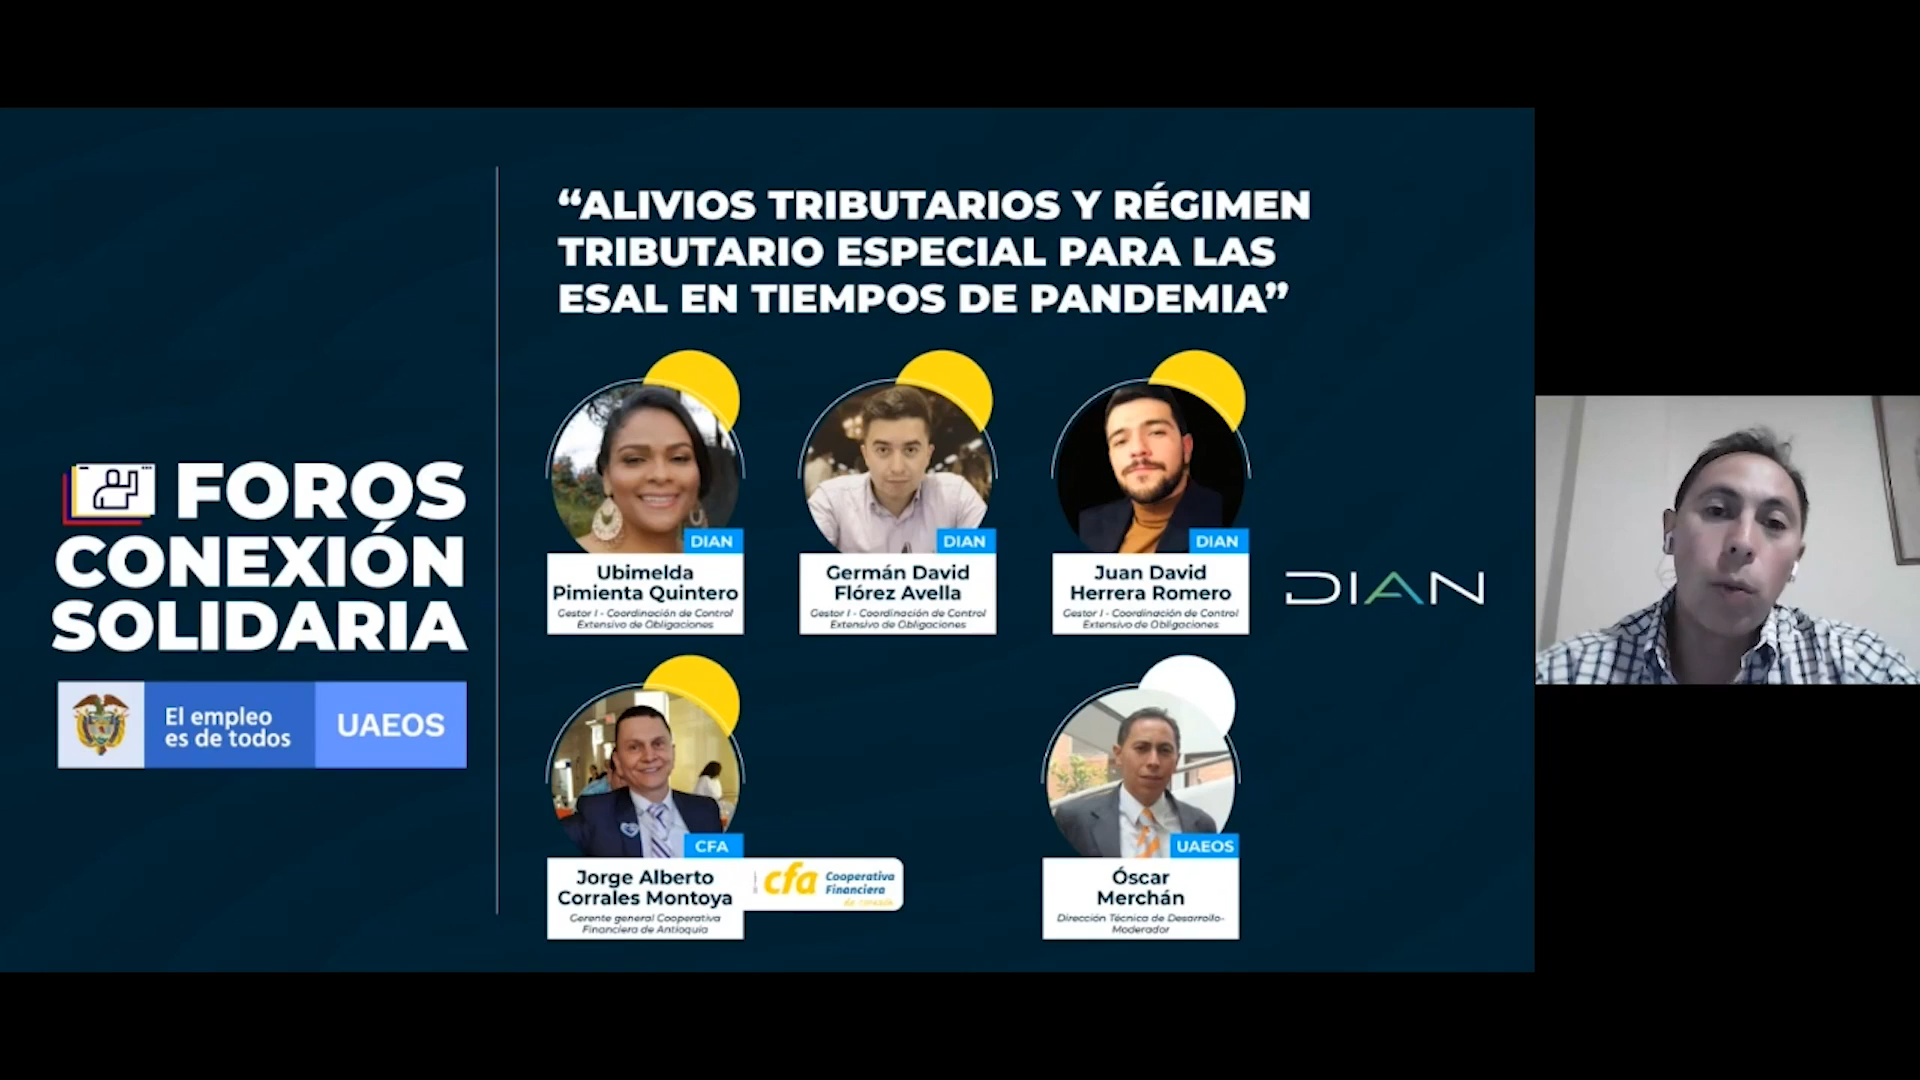 “ALIVIOS TRIBUTARIOS Y RÉGIMEN
TRIBUTARIO ESPECIAL PARA LAS
ESAL EN TIEMPOS DE PANDEMIA”
FOROS
CONEXIÓN
SOLIDARIA
El empleo
es de todos
UAEOS
DIAN
Ubimelda
Pimienta Quintero
Gestor I - Coordinación de Control
Extensivo de Obligaciones
DIAN
Germán David
Flórez Avella
Gestor I - Coordinación de Control
Extensivo de Obligaciones
DIAN
Juan David
Herrera Romero
Gestor I - Coordinación de Control
Extensivo de Obligaciones
DIAN
CFA
Jorge Alberto
Corrales Montoya
Gerente general Cooperativa
Financiera de Antioquia
cfa
Cooperativa
Financiera
UAEOS
Óscar
Merchán
Dirección Técnica de Desarrollo-
Moderador